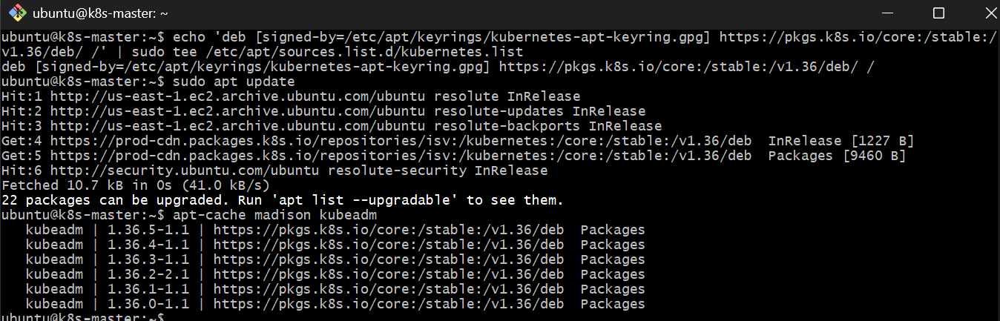 ubuntu@k8s-master: ~
ubuntu@k8s-master:~$ echo 'deb [signed-by=/etc/apt/keyrings/kubernetes-apt-keyring.gpg] https://pkgs.k8s.io/core:/stable:/
v1.36/deb/ /' | sudo tee /etc/apt/sources.list.d/kubernetes.list
deb [signed-by=/etc/apt/keyrings/kubernetes-apt-keyring.gpg] https://pkgs.k8s.io/core:/stable:/v1.36/deb/ /
ubuntu@k8s-master:~$ sudo apt update
Hit:1 http://us-east-1.ec2.archive.ubuntu.com/ubuntu resolute InRelease
Hit:2 http://us-east-1.ec2.archive.ubuntu.com/ubuntu resolute-updates InRelease
Hit:3 http://us-east-1.ec2.archive.ubuntu.com/ubuntu resolute-backports InRelease
Get:4 https://prod-cdn.packages.k8s.io/repositories/isv:/kubernetes:/core:/stable:/v1.36/deb  InRelease [1227 B]
Get:5 https://prod-cdn.packages.k8s.io/repositories/isv:/kubernetes:/core:/stable:/v1.36/deb  Packages [9460 B]
Hit:6 http://security.ubuntu.com/ubuntu resolute-security InRelease
Fetched 10.7 kB in 0s (41.0 kB/s)
22 packages can be upgraded. Run 'apt list --upgradable' to see them.
ubuntu@k8s-master:~$ apt-cache madison kubeadm
   kubeadm | 1.36.5-1.1 | https://pkgs.k8s.io/core:/stable:/v1.36/deb  Packages
   kubeadm | 1.36.4-1.1 | https://pkgs.k8s.io/core:/stable:/v1.36/deb  Packages
   kubeadm | 1.36.3-1.1 | https://pkgs.k8s.io/core:/stable:/v1.36/deb  Packages
   kubeadm | 1.36.2-2.1 | https://pkgs.k8s.io/core:/stable:/v1.36/deb  Packages
   kubeadm | 1.36.1-1.1 | https://pkgs.k8s.io/core:/stable:/v1.36/deb  Packages
   kubeadm | 1.36.0-1.1 | https://pkgs.k8s.io/core:/stable:/v1.36/deb  Packages
ubuntu@k8s-master:~$